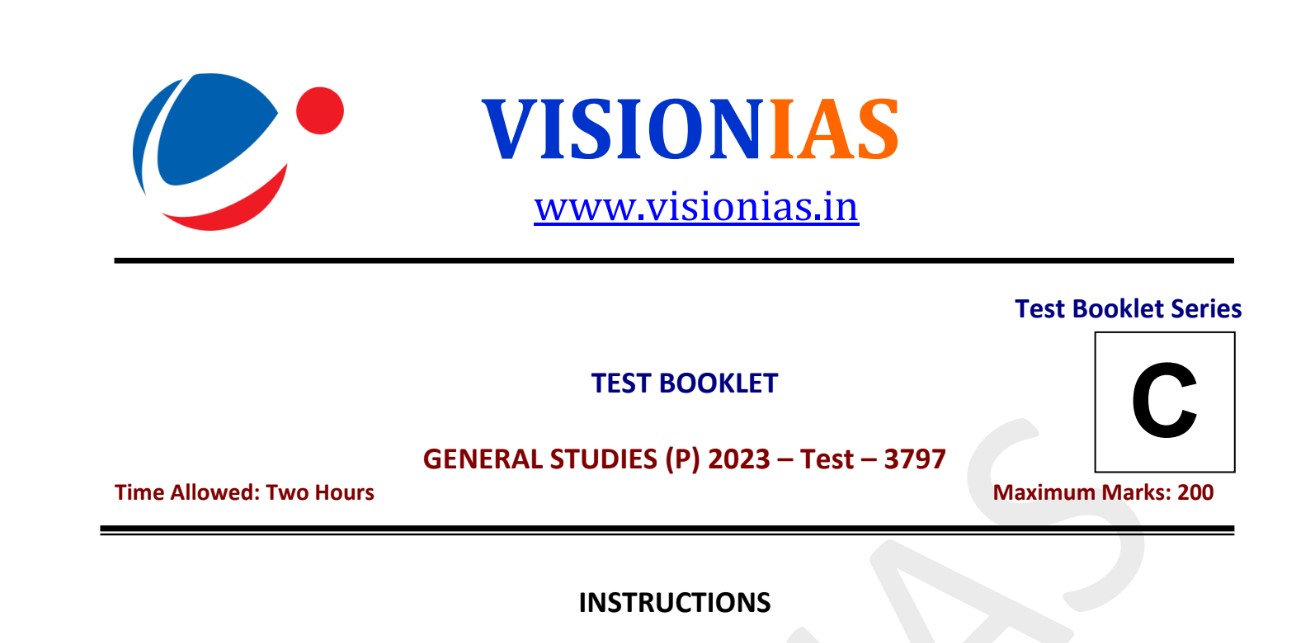 VISIONIAS
www.visionias.in
Test Booklet Series
TEST BOOKLET
C
GENERAL STUDIES (P) 2023 – Test – 3797
Time Allowed: Two Hours
Maximum Marks: 200
INSTRUCTIONS
IAS